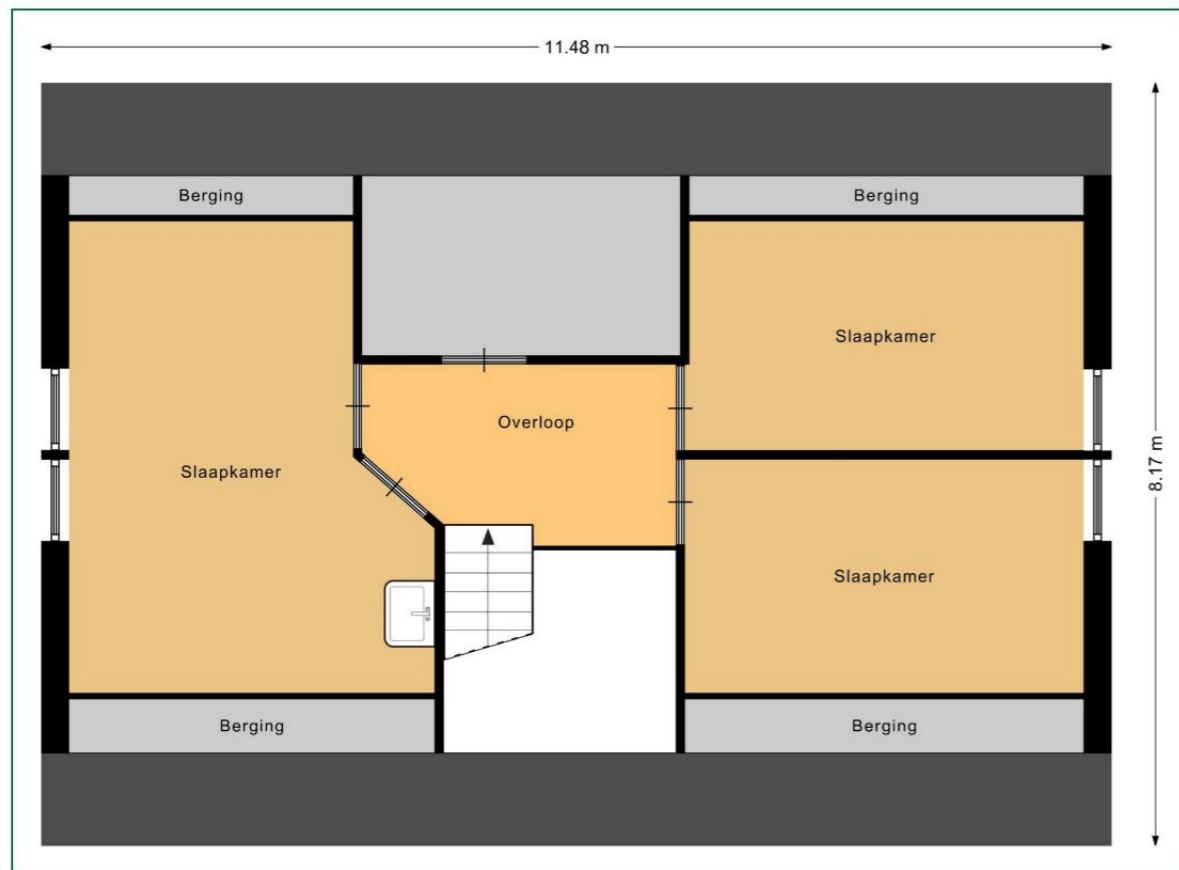 11.48 m
Berging
Berging
Slaapkamer
Overloop
Slaapkamer
8.17 m
Slaapkamer
Berging
Berging